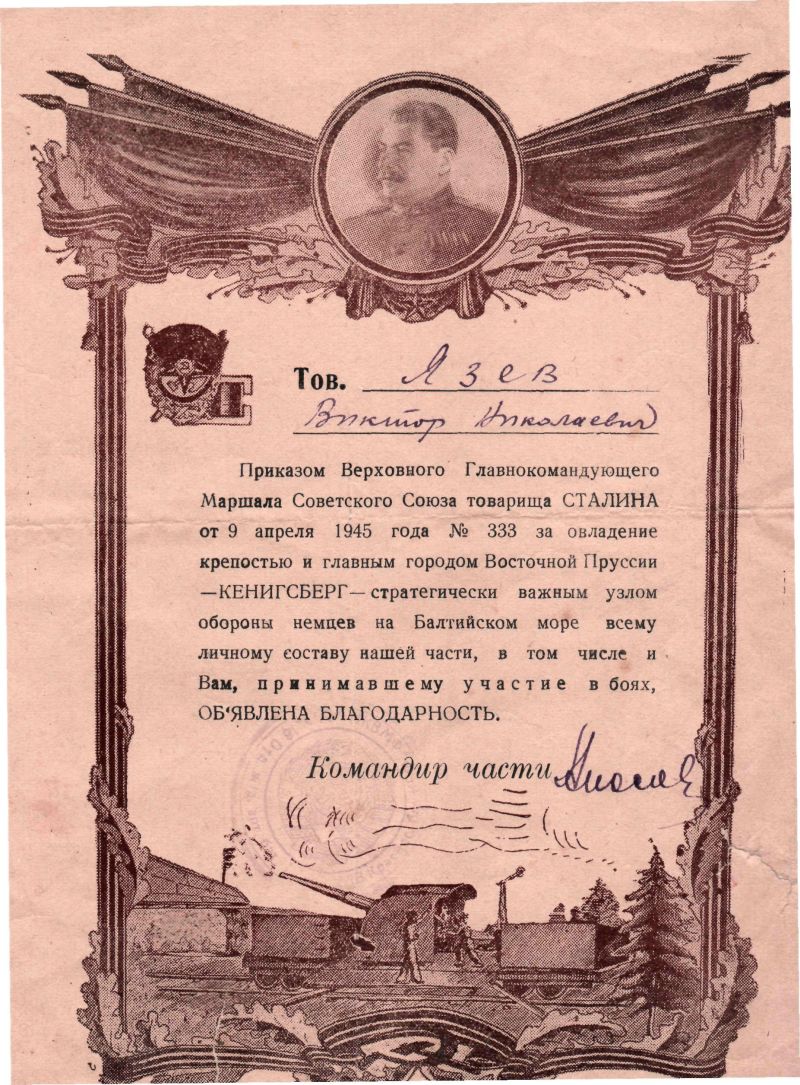 Тов. Язев
Виктор Николаевич
Приказом Верховного Главнокомандующего
Маршала Советского Союза товарища СТАЛИНА
от 9 апреля 1945 года № 333 за овладение
крепостью и главным городом Восточной Пруссии
—КЕНИГСБЕРГ— стратегически важным узлом
обороны немцев на Балтийском море всему
личному составу нашей части, в том числе и
Вам, принимавшему участие в боях,
ОБ'ЯВЛЕНА БЛАГОДАРНОСТЬ.
Командир части